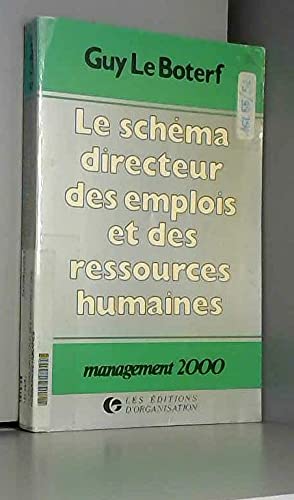 Guy Le Boterf
Le schéma
directeur
des emplois
et des
ressources
humaines
management 2000
LES ÉDITIONS
D'ORGANISATION